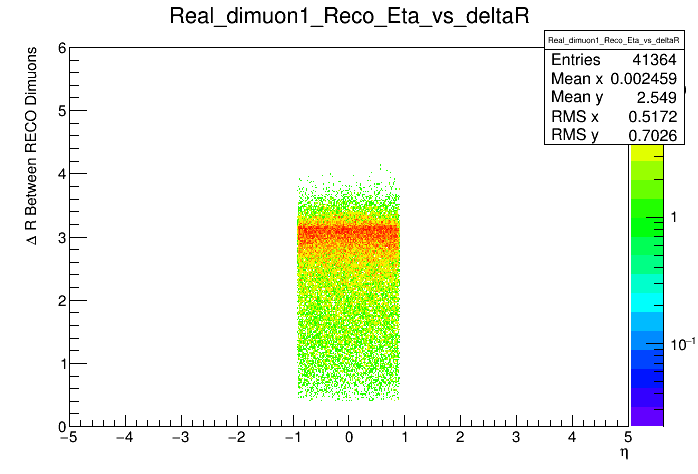 Real_dimuon1_Reco_Eta_vs_deltaR
Real_dimuon1_Reco_Eta_vs_deltaR
Entries 41364
Mean x 0.002459
Mean y 2.549
RMS x 0.5172
RMS y 0.7026
Δ R Between RECO Dimuons
6
5
4
3
2
1
0
−5 −4 −3 −2 −1 0 1 2 3 4 5
η
1
10⁻¹